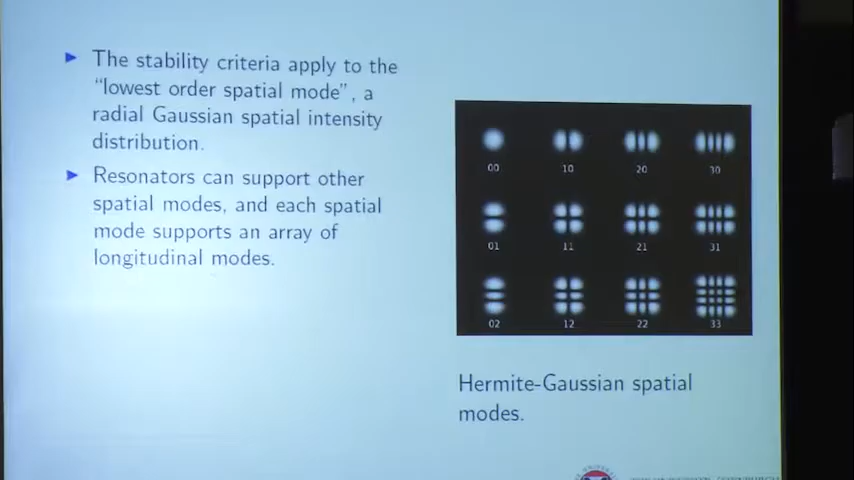 ► The stability criteria apply to the
"lowest order spatial mode", a
radial Gaussian spatial intensity
distribution.
► Resonators can support other
spatial modes, and each spatial
mode supports an array of
longitudinal modes.
00 10 20 30
01 11 21 31
02 12 22 33
Hermite-Gaussian spatial
modes.